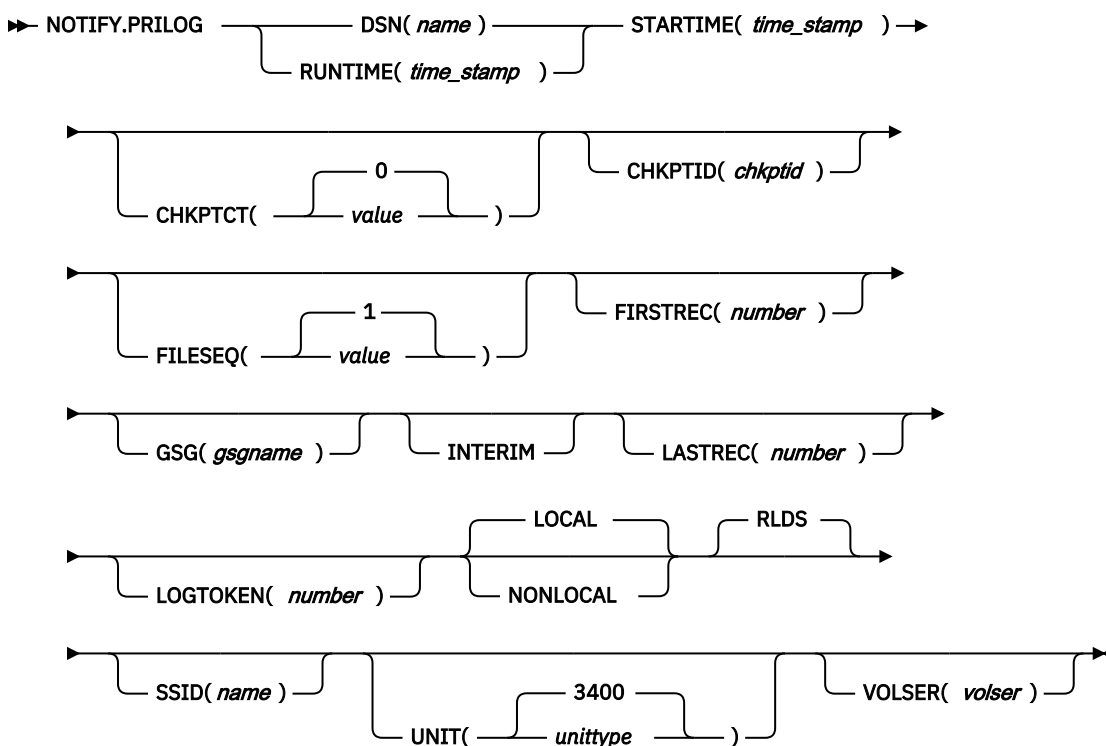 NOTIFY.PRILOG DSN( name ) STARTIME( time_stamp )
RUNTIME( time_stamp )
0
CHKPTID( chkptid )
CHKPTCT( value )
1
FIRSTREC( number )
FILESEQ( value )
GSG( gsgname ) INTERIM LASTREC( number )
LOCAL RLDS
LOGTOKEN( number ) NONLOCAL
SSID( name ) 3400 VOLSER( volser )
UNIT( unittype )